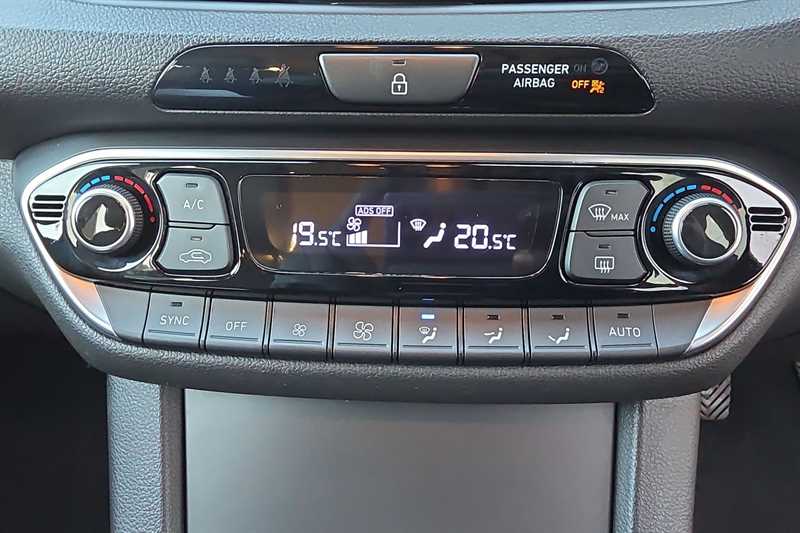 PASSENGER ON
AIRBAG OFF
A/C
ADS OFF
19.5°C
20.5°C
MAX
SYNC
OFF
AUTO